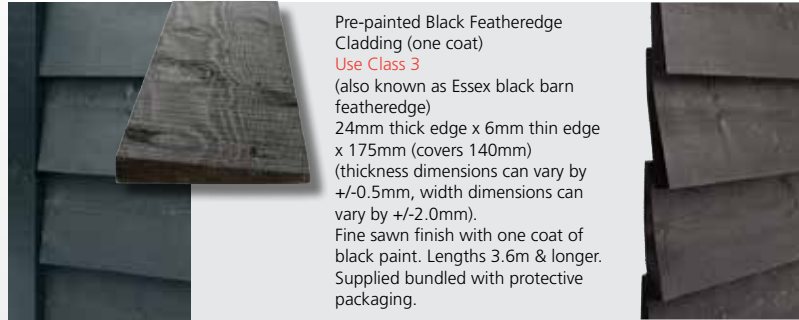 Pre-painted Black Featheredge
Cladding (one coat)
Use Class 3
(also known as Essex black barn
featheredge)
24mm thick edge x 6mm thin edge
x 175mm (covers 140mm)
(thickness dimensions can vary by
+/-0.5mm, width dimensions can
vary by +/-2.0mm).
Fine sawn finish with one coat of
black paint. Lengths 3.6m & longer.
Supplied bundled with protective
packaging.